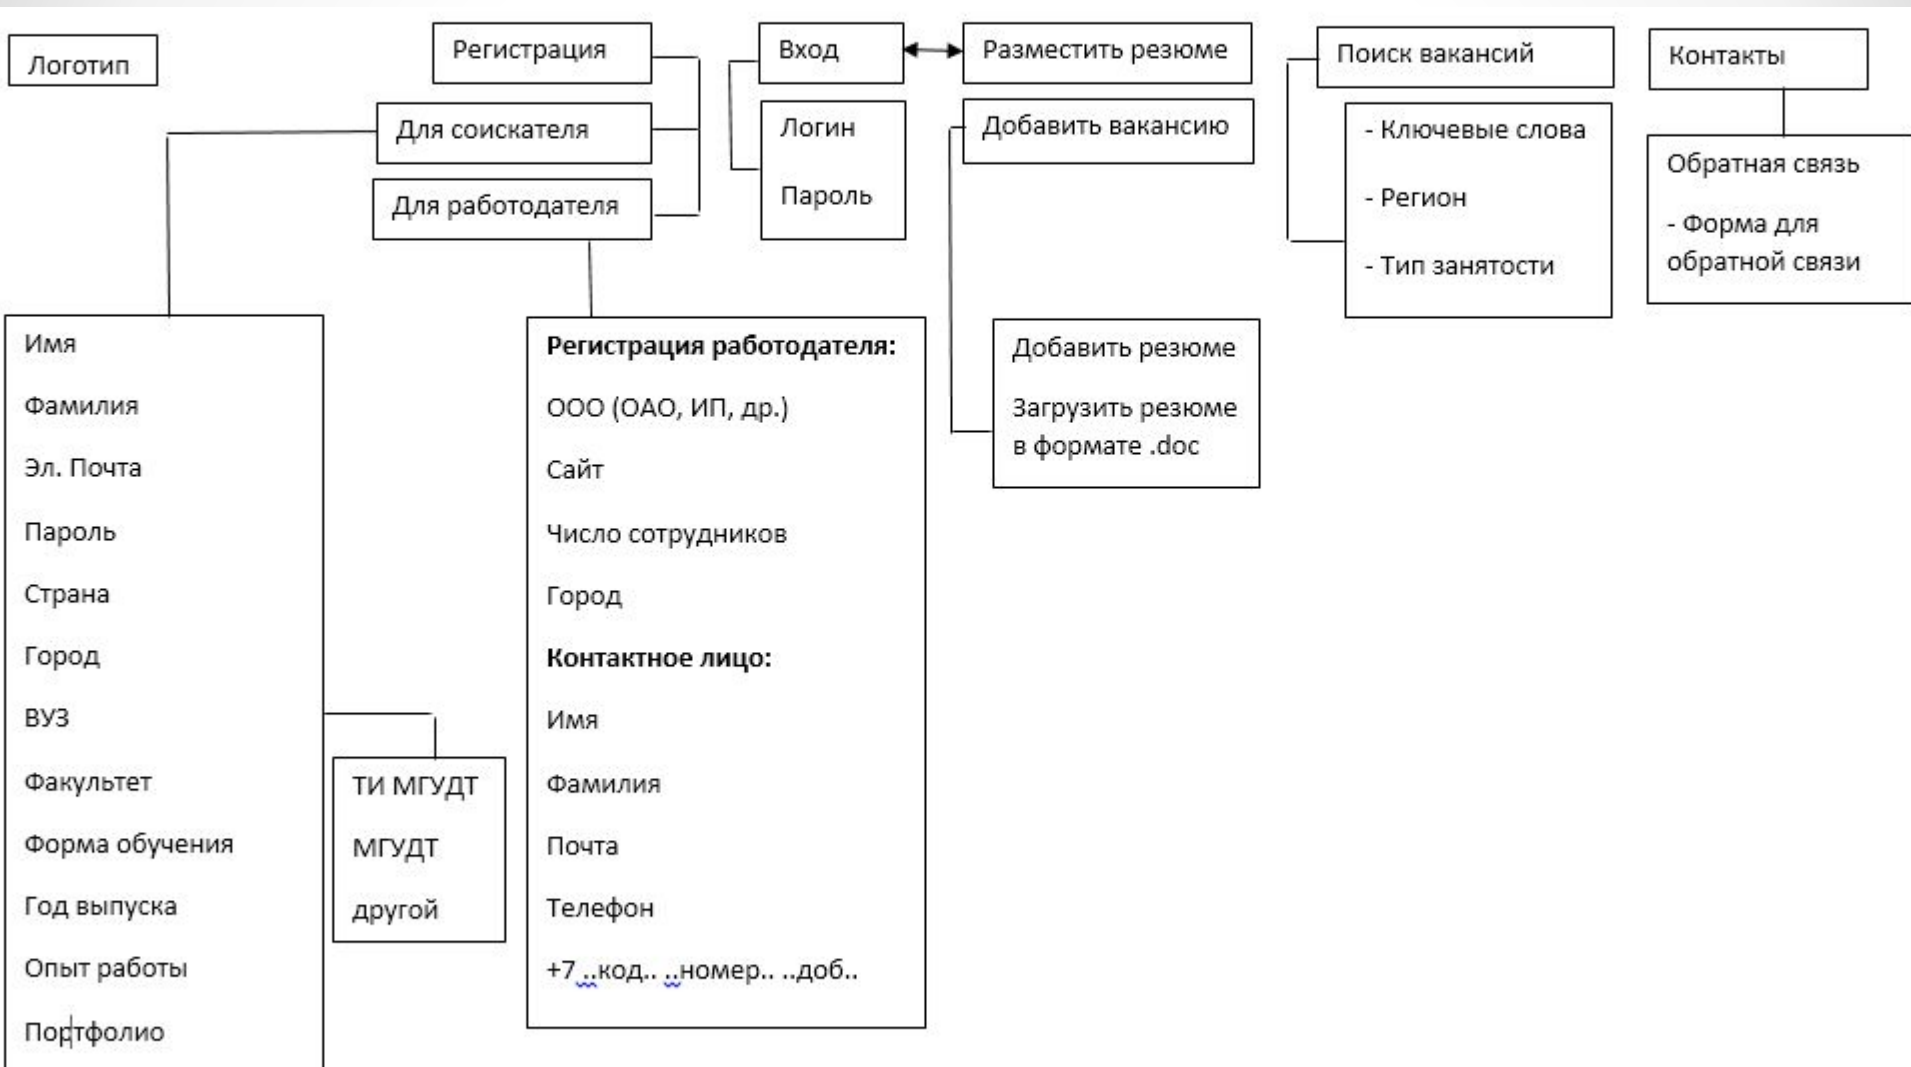 Логотип
Регистрация
Для соискателя
Для работодателя
Вход
Логин
Пароль
Разместить резюме
Добавить вакансию
Поиск вакансий
- Ключевые слова
- Регион
- Тип занятости
Контакты
Обратная связь
- Форма для
обратной связи
Имя
Фамилия
Эл. Почта
Пароль
Страна
Город
ВУЗ
Факультет
Форма обучения
Год выпуска
Опыт работы
Портфолио
ТИ МГУДТ
МГУДТ
другой
Регистрация работодателя:
ООО (ОАО, ИП, др.)
Сайт
Число сотрудников
Город
Контактное лицо:
Имя
Фамилия
Почта
Телефон
+7 ..код.. ..номер.. ..доб..
Добавить резюме
Загрузить резюме
в формате .doc